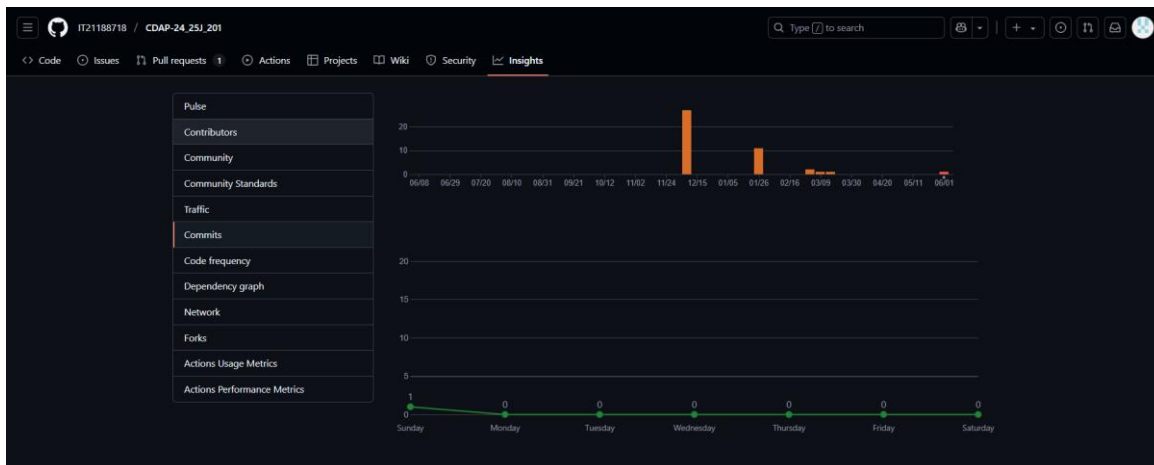 IT21188718 / CDAP-24_25J_201
Type / to search
Code Issues Pull requests 1 Actions Projects Wiki Security Insights
Pulse
Contributors
Community
Community Standards
Traffic
Commits
Code frequency
Dependency graph
Network
Forks
Actions Usage Metrics
Actions Performance Metrics
20
10
0
06/08 06/29 07/20 08/10 08/31 09/21 10/12 11/02 11/24 12/15 01/05 01/26 02/16 03/09 03/30 04/20 05/11 06/01
20
15
10
5
0
1 0 0 0 0 0 0
Sunday Monday Tuesday Wednesday Thursday Friday Saturday